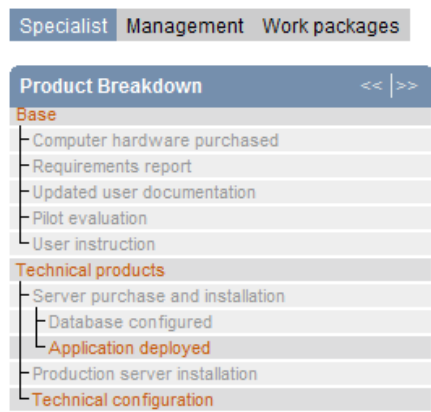 Specialist Management Work packages
Product Breakdown << | >>
Base
Computer hardware purchased
Requirements report
Updated user documentation
Pilot evaluation
User instruction
Technical products
Server purchase and installation
Database configured
Application deployed
Production server installation
Technical configuration